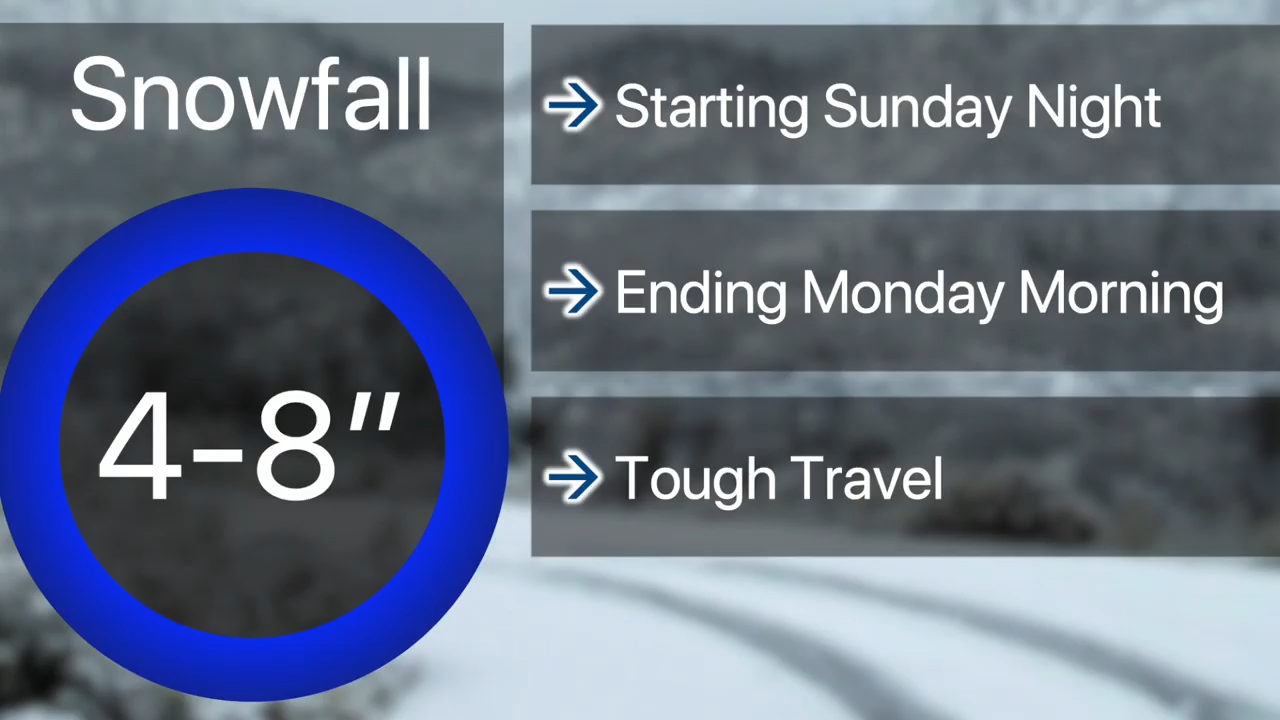 Snowfall
4-8"
Starting Sunday Night
Ending Monday Morning
Tough Travel